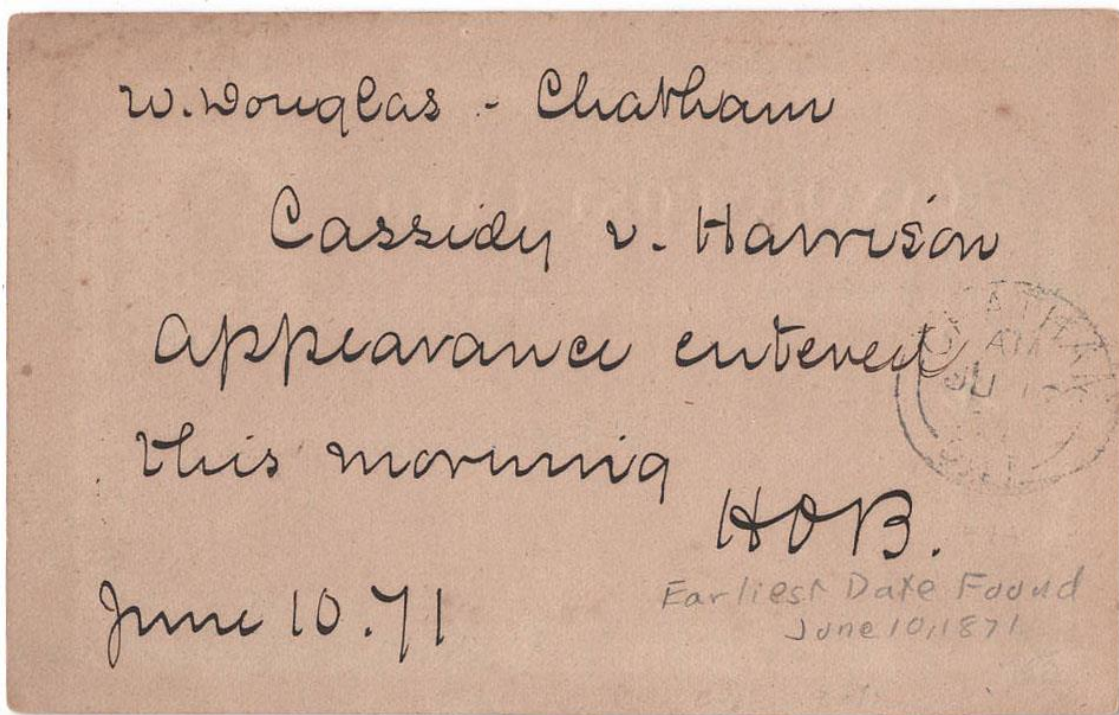 W. Douglas - Chatham
Cassidy v. Harrison
appearance entered
this morning
HOB.
June 10. 71
Earliest Date Found
June 10, 1871